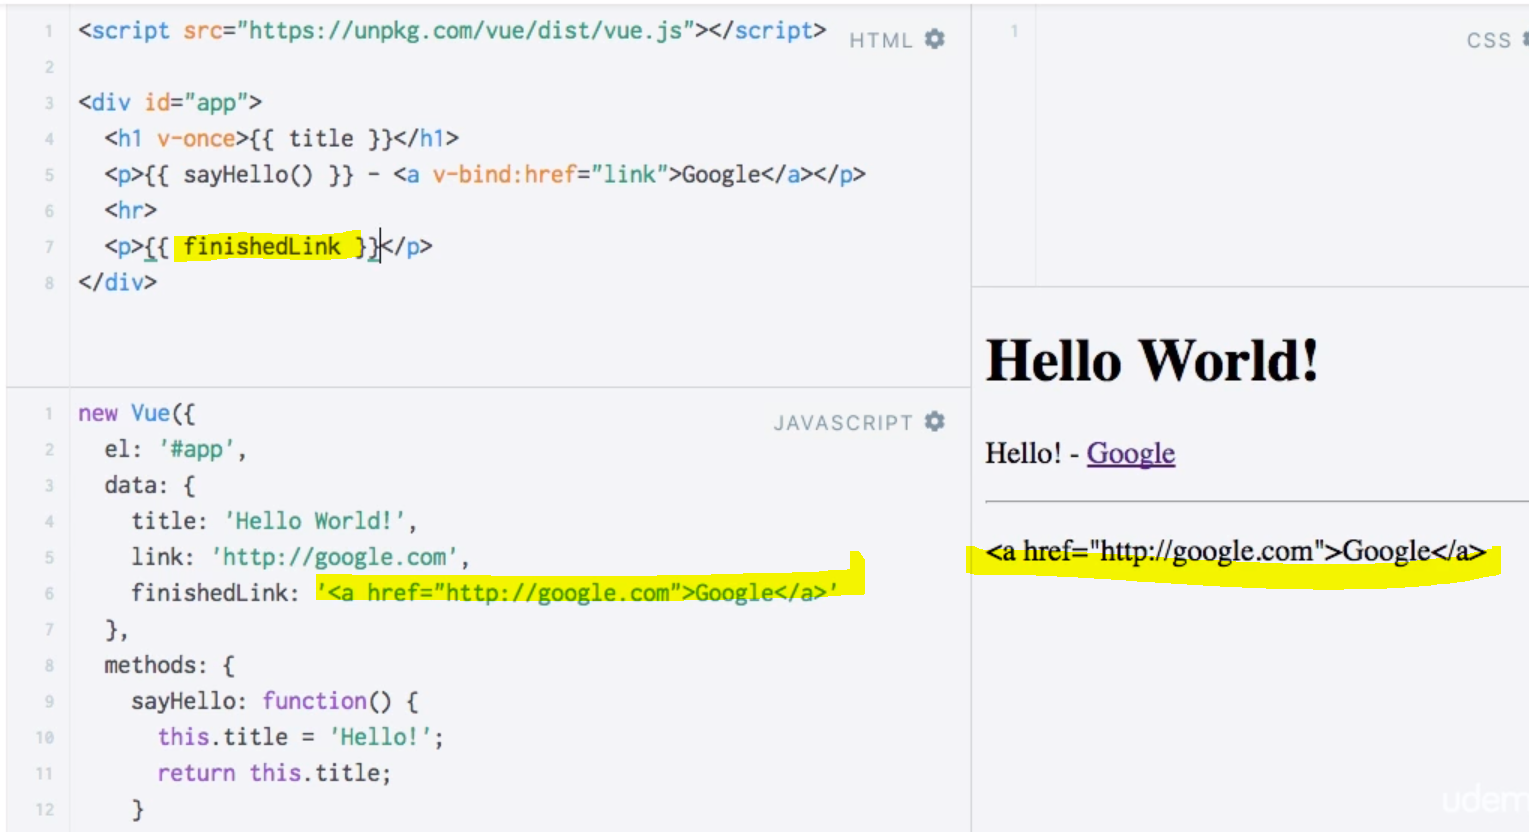 1 <script src="https://unpkg.com/vue/dist/vue.js"></script>
HTML
2
3 <div id="app">
4 <h1 v-once>{{ title }}</h1>
5 <p>{{ sayHello() }} - <a v-bind:href="link">Google</a></p>
6 <hr>
7 <p>{{ finishedLink }}</p>
8 </div>
1
CSS
1 new Vue({
JAVASCRIPT
2 el: '#app',
3 data: {
4 title: 'Hello World!',
5 link: 'http://google.com',
6 finishedLink: '<a href="http://google.com">Google</a>'
7 },
8 methods: {
9 sayHello: function() {
10 this.title = 'Hello!';
11 return this.title;
12 }
Hello World!
Hello! - Google
<a href="http://google.com">Google</a>